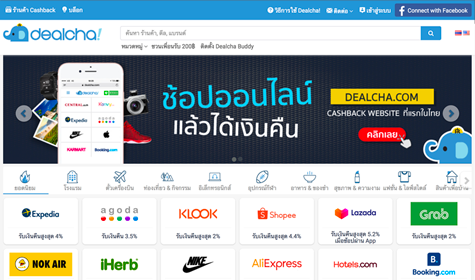 ร้านค้า Cashback บล็อก วิธีการใช้ Dealcha! ติดต่อ เข้าสู่ระบบ Connect with Facebook
dealcha!
ค้นหา ร้านค้า, ดีล, แบรนด์
หมวดหมู่ ชวนเพื่อนรับ 200฿ ติดตั้ง Dealcha Buddy
dealcha!
Expedia agoda
NIKE
KARMART Booking.com
ช้อปออนไลน์
แล้วได้เงินคืน
DEALCHA.COM
CASHBACK WEBSITE ที่แรกในไทย
คลิกเลย
ยอดนิยม โรงแรม ตั๋วเครื่องบิน ท่องเที่ยว & กิจกรรม อิเล็กทรอนิกส์ อุปกรณ์กีฬา อาหาร & ของชำ สุขภาพ & ความงาม แฟชั่น & ไลฟ์สไตล์ สินค้าเพื่อบ้าน
Expedia agoda KLOOK Shopee Lazada Grab
รับเงินคืนสูงสุด 4% รับเงินคืน 3.5% รับเงินคืนสูงสุด 2% รับเงินคืนสูงสุด 4% รับเงินคืนสูงสุด 5.2% เมื่อช้อปผ่าน App รับเงินคืนสูงสุด 2%
NOK AIR iHerb NIKE AliExpress Hotels.com B. Booking.com